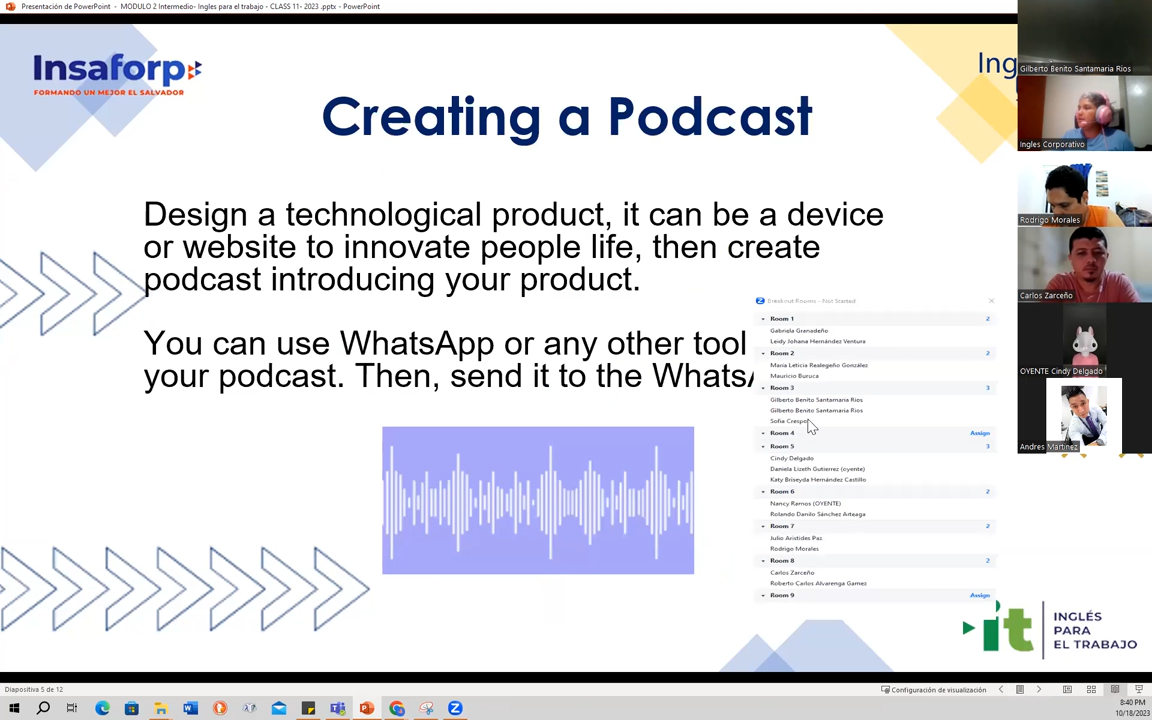 Presentación de PowerPoint - MODULO 2 Intermedio- Ingles para el trabajo - CLASS 11- 2023 .pptx - PowerPoint
Insaforp
FORMANDO UN MEJOR EL SALVADOR
Ing
Creating a Podcast
Design a technological product, it can be a device
or website to innovate people life, then create
podcast introducing your product.
You can use WhatsApp or any other tool
your podcast. Then, send it to the Whats
Breakout Rooms - Not Started
Room 1 2
Gabriela Granadeño
Leidy Johana Hernández Ventura
Room 2 2
Maria Leticia Realegeño González
Mauricio Buruca
Room 3 3
Gilberto Benito Santamaria Rios
Gilberto Benito Santamaria Rios
Sofia Crespo
Room 4 Assign
Room 5 3
Cindy Delgado
Daniela Lizeth Gutierrez (oyente)
Katy Briseyda Hernández Castillo
Room 6 2
Nancy Ramos (OYENTE)
Rolando Danilo Sánchez Arteaga
Room 7 2
Julio Aristides Paz
Rodrigo Morales
Room 8 2
Carlos Zarceño
Roberto Carlos Alvarenga Gamez
Room 9 Assign
Gilberto Benito Santamaria Rios
Ingles Corporativo
Rodrigo Morales
Carlos Zarceño
OYENTE Cindy Delgado
Andres Martinez
it
INGLÉS
PARA
EL TRABAJO
Diapositiva 5 de 12
Configuración de visualización
8:40 PM
10/18/2023